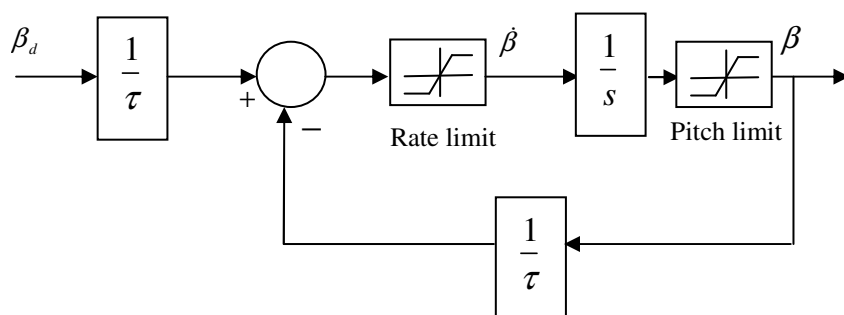 β_d
1/τ
+
−
Rate limit
β̇
1/s
Pitch limit
β
1/τ